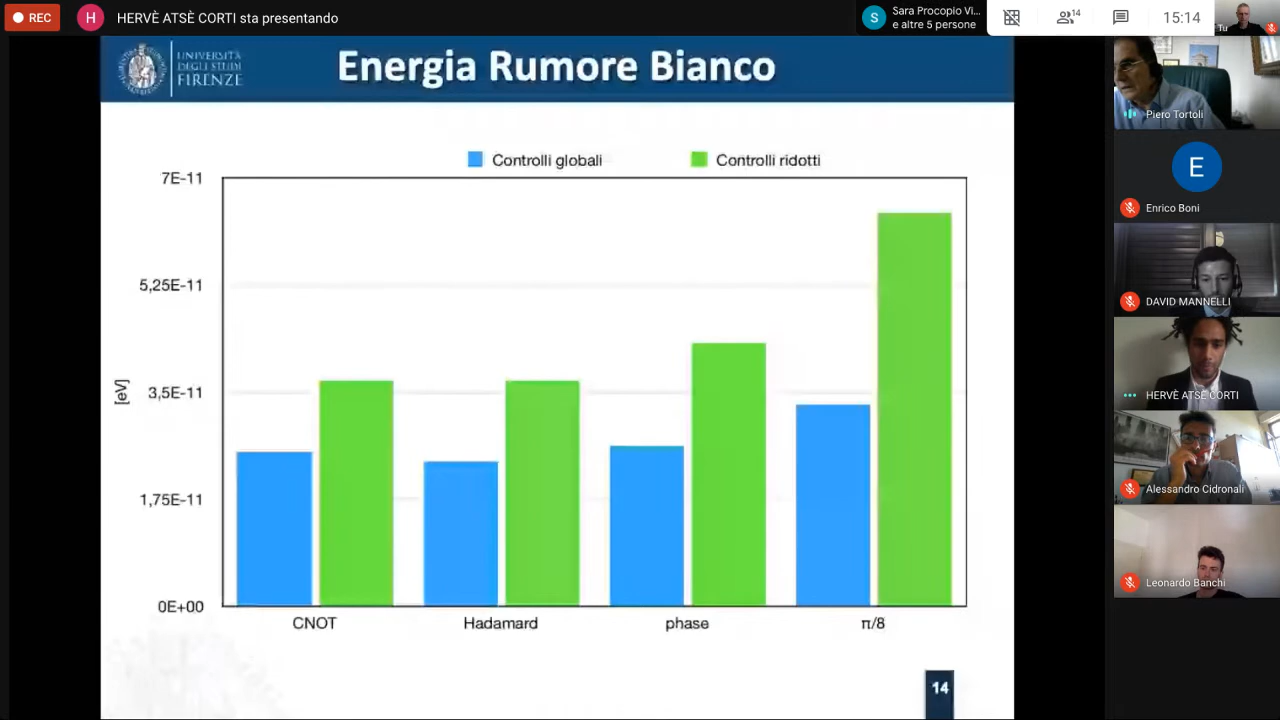 REC
H
HERVÈ ATSÈ CORTI sta presentando
S
Sara Procopio Vi...
e altre 5 persone
14
15:14
Tu
UNIVERSITÀ
DEGLI STUDI
FIRENZE
Energia Rumore Bianco
Controlli globali
Controlli ridotti
7E-11
5,25E-11
3,5E-11
1,75E-11
0E+00
[eV]
CNOT
Hadamard
phase
π/8
14
Piero Tortoli
E
Enrico Boni
DAVID MANNELLI
HERVÈ ATSÈ CORTI
Alessandro Cidronali
Leonardo Banchi